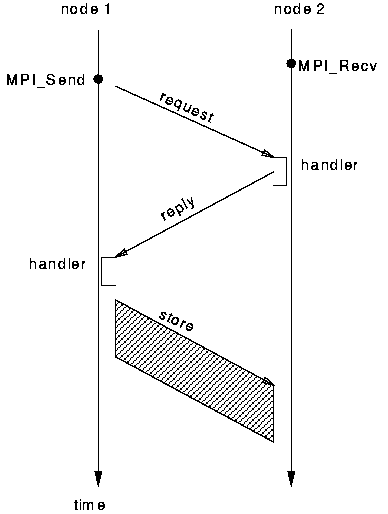 node 1
node 2
MPI_Send
MPI_Recv
request
handler
reply
handler
store
time